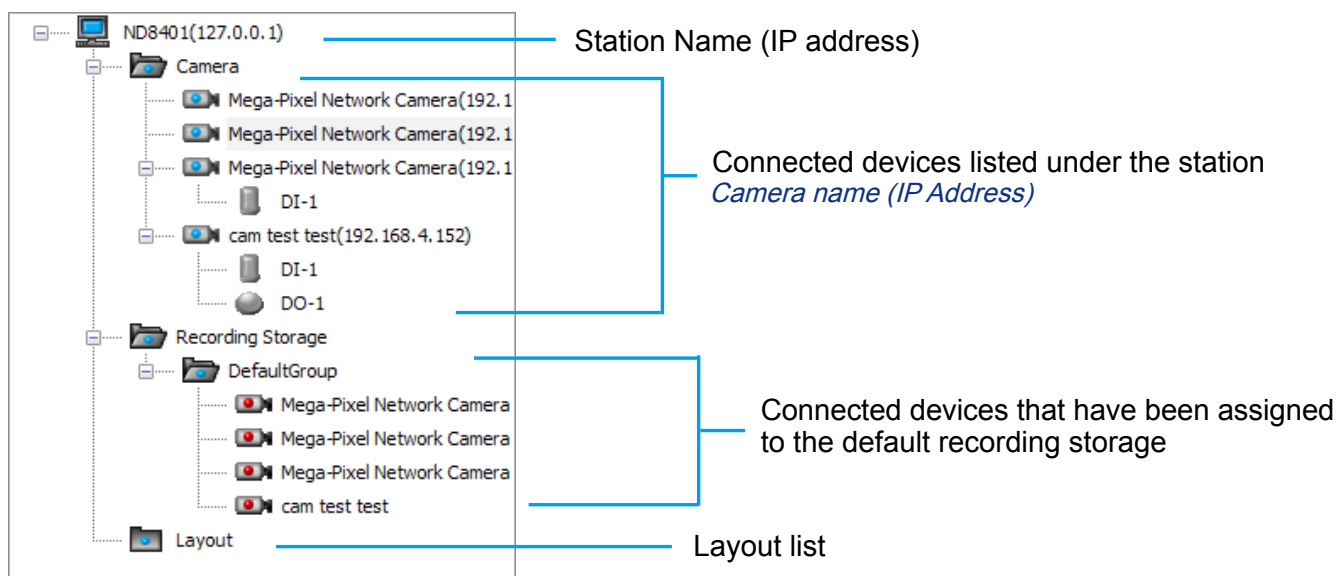 ND8401(127.0.0.1)
Station Name (IP address)
Camera
Mega-Pixel Network Camera(192.1
Mega-Pixel Network Camera(192.1
Mega-Pixel Network Camera(192.1
DI-1
cam test test(192.168.4.152)
DI-1
DO-1
Connected devices listed under the station
Camera name (IP Address)
Recording Storage
DefaultGroup
Mega-Pixel Network Camera
Mega-Pixel Network Camera
Mega-Pixel Network Camera
cam test test
Connected devices that have been assigned
to the default recording storage
Layout
Layout list